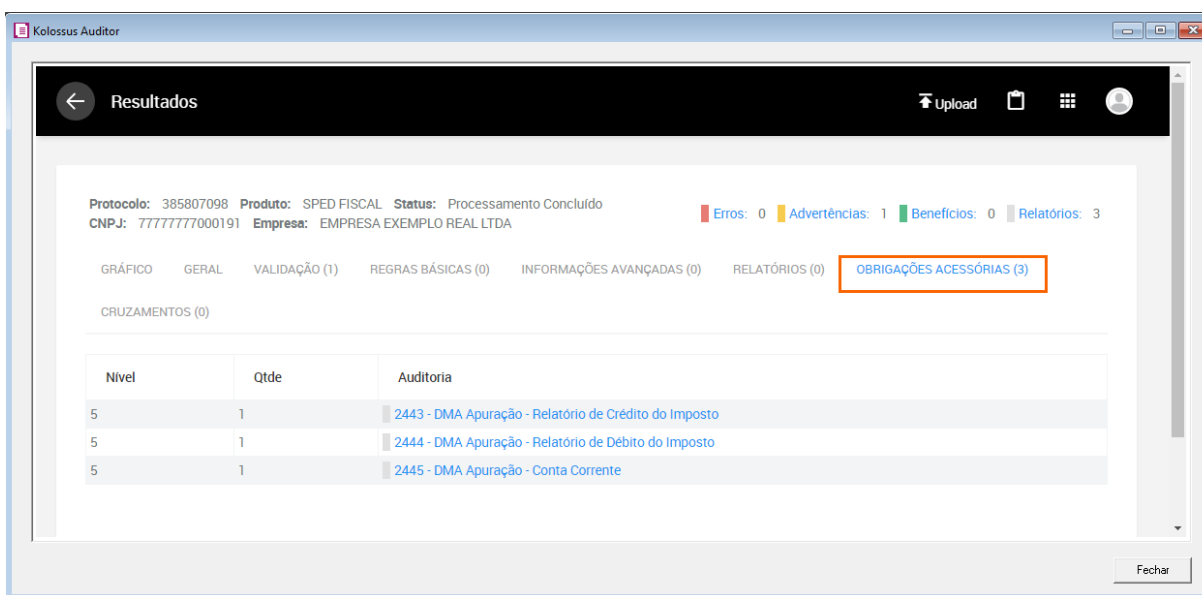 Kolossus Auditor
Resultados
Upload
Protocolo: 385807098 Produto: SPED FISCAL Status: Processamento Concluído
CNPJ: 77777777000191 Empresa: EMPRESA EXEMPLO REAL LTDA
Erros: 0 Advertências: 1 Benefícios: 0 Relatórios: 3
GRÁFICO GERAL VALIDAÇÃO (1) REGRAS BÁSICAS (0) INFORMAÇÕES AVANÇADAS (0) RELATÓRIOS (0) OBRIGAÇÕES ACESSÓRIAS (3)
CRUZAMENTOS (0)
Nível Qtde Auditoria
5 1 2443 - DMA Apuração - Relatório de Crédito do Imposto
5 1 2444 - DMA Apuração - Relatório de Débito do Imposto
5 1 2445 - DMA Apuração - Conta Corrente
Fechar